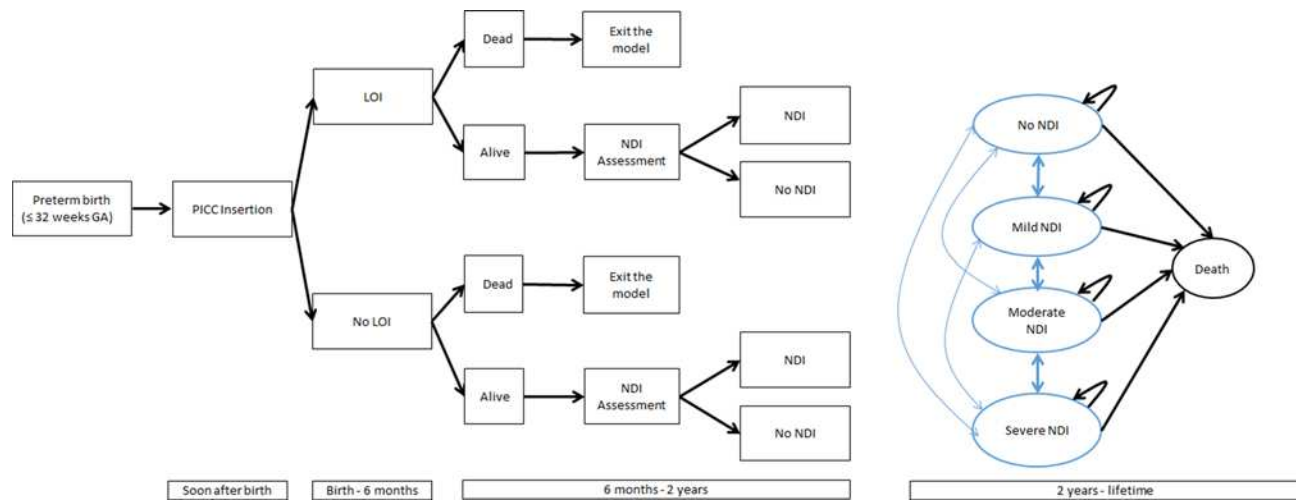 Preterm birth
(≤ 32 weeks GA)
PICC Insertion
LOI
No LOI
Dead
Exit the
model
Alive
NDI
Assessment
NDI
No NDI
Dead
Exit the
model
Alive
NDI
Assessment
NDI
No NDI
No NDI
Mild NDI
Moderate
NDI
Severe NDI
Death
Soon after birth
Birth - 6 months
6 months - 2 years
2 years - lifetime